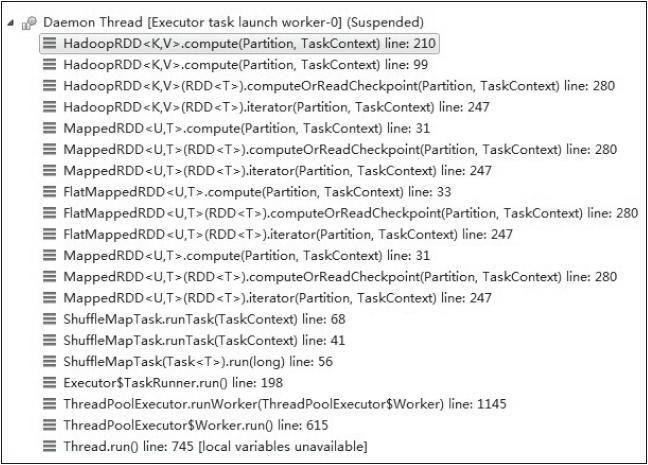 Daemon Thread [Executor task launch worker-0] (Suspended)
HadoopRDD<K,V>.compute(Partition, TaskContext) line: 210
HadoopRDD<K,V>.compute(Partition, TaskContext) line: 99
HadoopRDD<K,V>(RDD<T>).computeOrReadCheckpoint(Partition, TaskContext) line: 280
HadoopRDD<K,V>(RDD<T>).iterator(Partition, TaskContext) line: 247
MappedRDD<U,T>.compute(Partition, TaskContext) line: 31
MappedRDD<U,T>(RDD<T>).computeOrReadCheckpoint(Partition, TaskContext) line: 280
MappedRDD<U,T>(RDD<T>).iterator(Partition, TaskContext) line: 247
FlatMappedRDD<U,T>.compute(Partition, TaskContext) line: 33
FlatMappedRDD<U,T>(RDD<T>).computeOrReadCheckpoint(Partition, TaskContext) line: 280
FlatMappedRDD<U,T>(RDD<T>).iterator(Partition, TaskContext) line: 247
MappedRDD<U,T>.compute(Partition, TaskContext) line: 31
MappedRDD<U,T>(RDD<T>).computeOrReadCheckpoint(Partition, TaskContext) line: 280
MappedRDD<U,T>(RDD<T>).iterator(Partition, TaskContext) line: 247
ShuffleMapTask.runTask(TaskContext) line: 68
ShuffleMapTask.runTask(TaskContext) line: 41
ShuffleMapTask(Task<T>).run(long) line: 56
Executor$TaskRunner.run() line: 198
ThreadPoolExecutor.runWorker(ThreadPoolExecutor$Worker) line: 1145
ThreadPoolExecutor$Worker.run() line: 615
Thread.run() line: 745 [local variables unavailable]